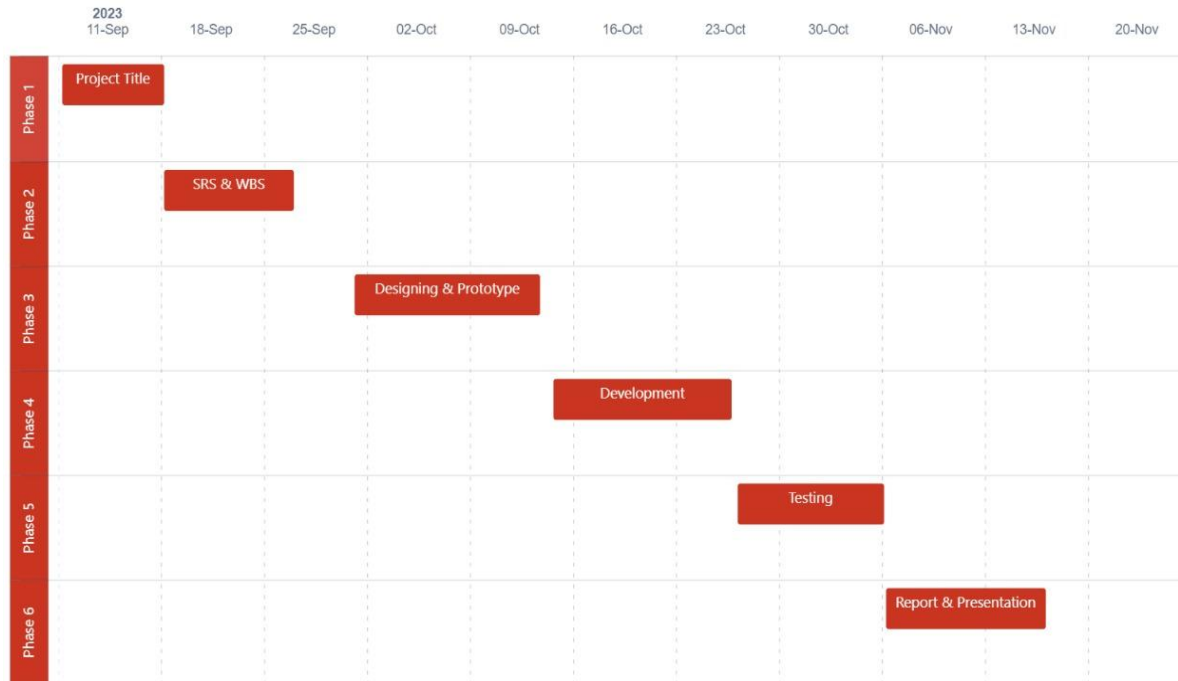 2023
11-Sep 18-Sep 25-Sep 02-Oct 09-Oct 16-Oct 23-Oct 30-Oct 06-Nov 13-Nov 20-Nov
Phase 1
Project Title
Phase 2
SRS & WBS
Phase 3
Designing & Prototype
Phase 4
Development
Phase 5
Testing
Phase 6
Report & Presentation